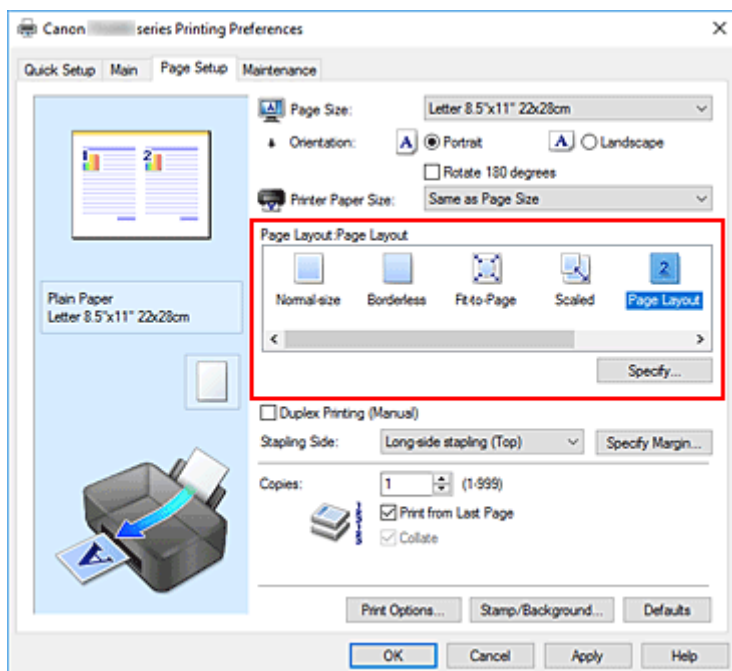 Canon series Printing Preferences
Quick Setup Main Page Setup Maintenance
1 2
Plain Paper
Letter 8.5"x11" 22x28cm
A
Page Size: Letter 8.5"x11" 22x28cm
Orientation: A Portrait A Landscape
Rotate 180 degrees
Printer Paper Size: Same as Page Size
Page Layout:Page Layout
2
Normal-size Borderless Fit-to-Page Scaled Page Layout
Specify...
Duplex Printing (Manual)
Stapling Side: Long-side stapling (Top) Specify Margin...
Copies: 1 (1-999)
Print from Last Page
Collate
Print Options... Stamp/Background... Defaults
OK Cancel Apply Help